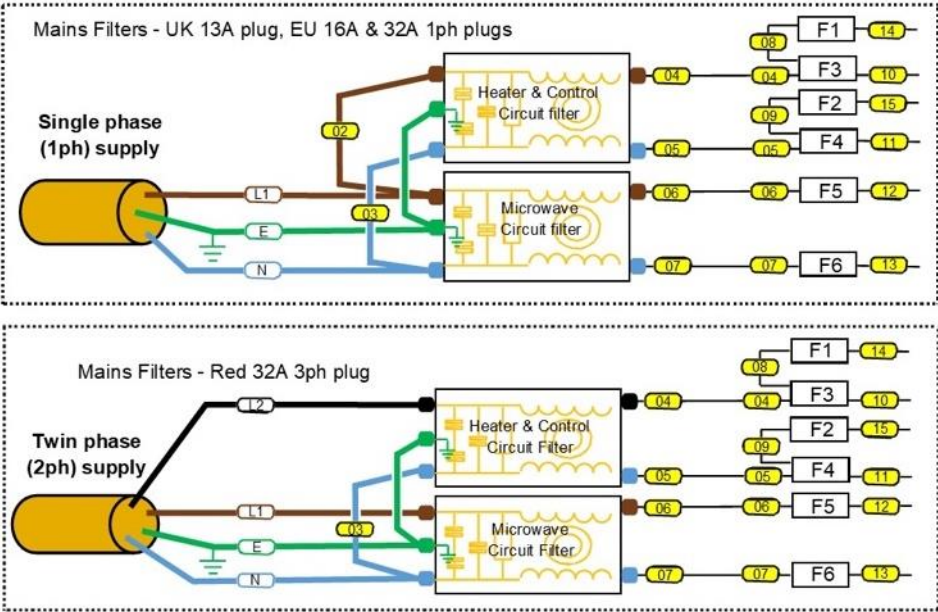 Mains Filters - UK 13A plug, EU 16A & 32A 1ph plugs
F1
14
08
04
04
F3
10
Heater & Control
Circuit filter
F2
15
09
Single phase
(1ph) supply
02
05
05
F4
11
L1
06
06
F5
12
03
Microwave
Circuit filter
E
N
07
07
F6
13
Mains Filters - Red 32A 3ph plug
F1
14
08
L2
04
04
F3
10
Heater & Control
Circuit Filter
F2
15
09
Twin phase
(2ph) supply
05
05
F4
11
L1
06
06
F5
12
03
Microwave
Circuit Filter
E
N
07
07
F6
13